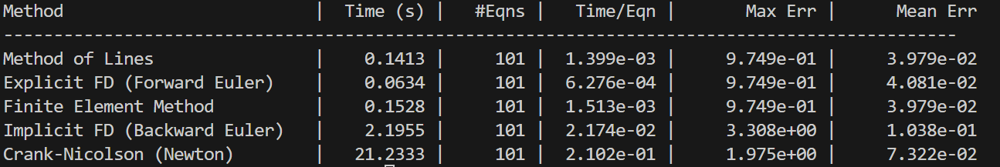 Method | Time (s) | #Eqns | Time/Eqn | Max Err | Mean Err
----------------------------------------------------------------------------------------------------
Method of Lines | 0.1413 | 101 | 1.399e-03 | 9.749e-01 | 3.979e-02
Explicit FD (Forward Euler) | 0.0634 | 101 | 6.276e-04 | 9.749e-01 | 4.081e-02
Finite Element Method | 0.1528 | 101 | 1.513e-03 | 9.749e-01 | 3.979e-02
Implicit FD (Backward Euler) | 2.1955 | 101 | 2.174e-02 | 3.308e+00 | 1.038e-01
Crank-Nicolson (Newton) | 21.2333 | 101 | 2.102e-01 | 1.975e+00 | 7.322e-02